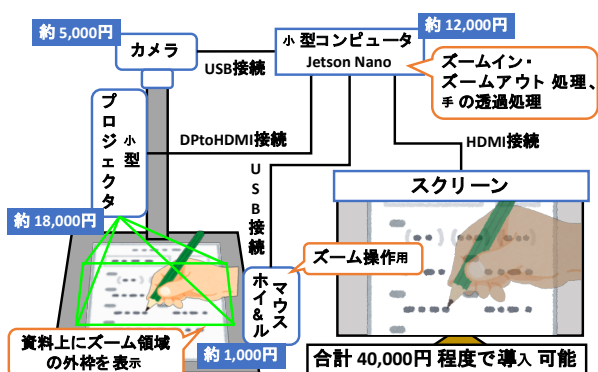 約 5,000円
カメラ
USB接続
小型コンピュータ
Jetson Nano
約 12,000円
ズームイン・
ズームアウト 処理、
手の透過処理
小型
プロジェクタ
DPtoHDMI接続
USB接続
HDMI接続
約 18,000円
スクリーン
ズーム操作用
マウス
ホイ&ル
約 1,000円
資料上にズーム領域
の外枠を表示
合計 40,000円 程度で導入 可能